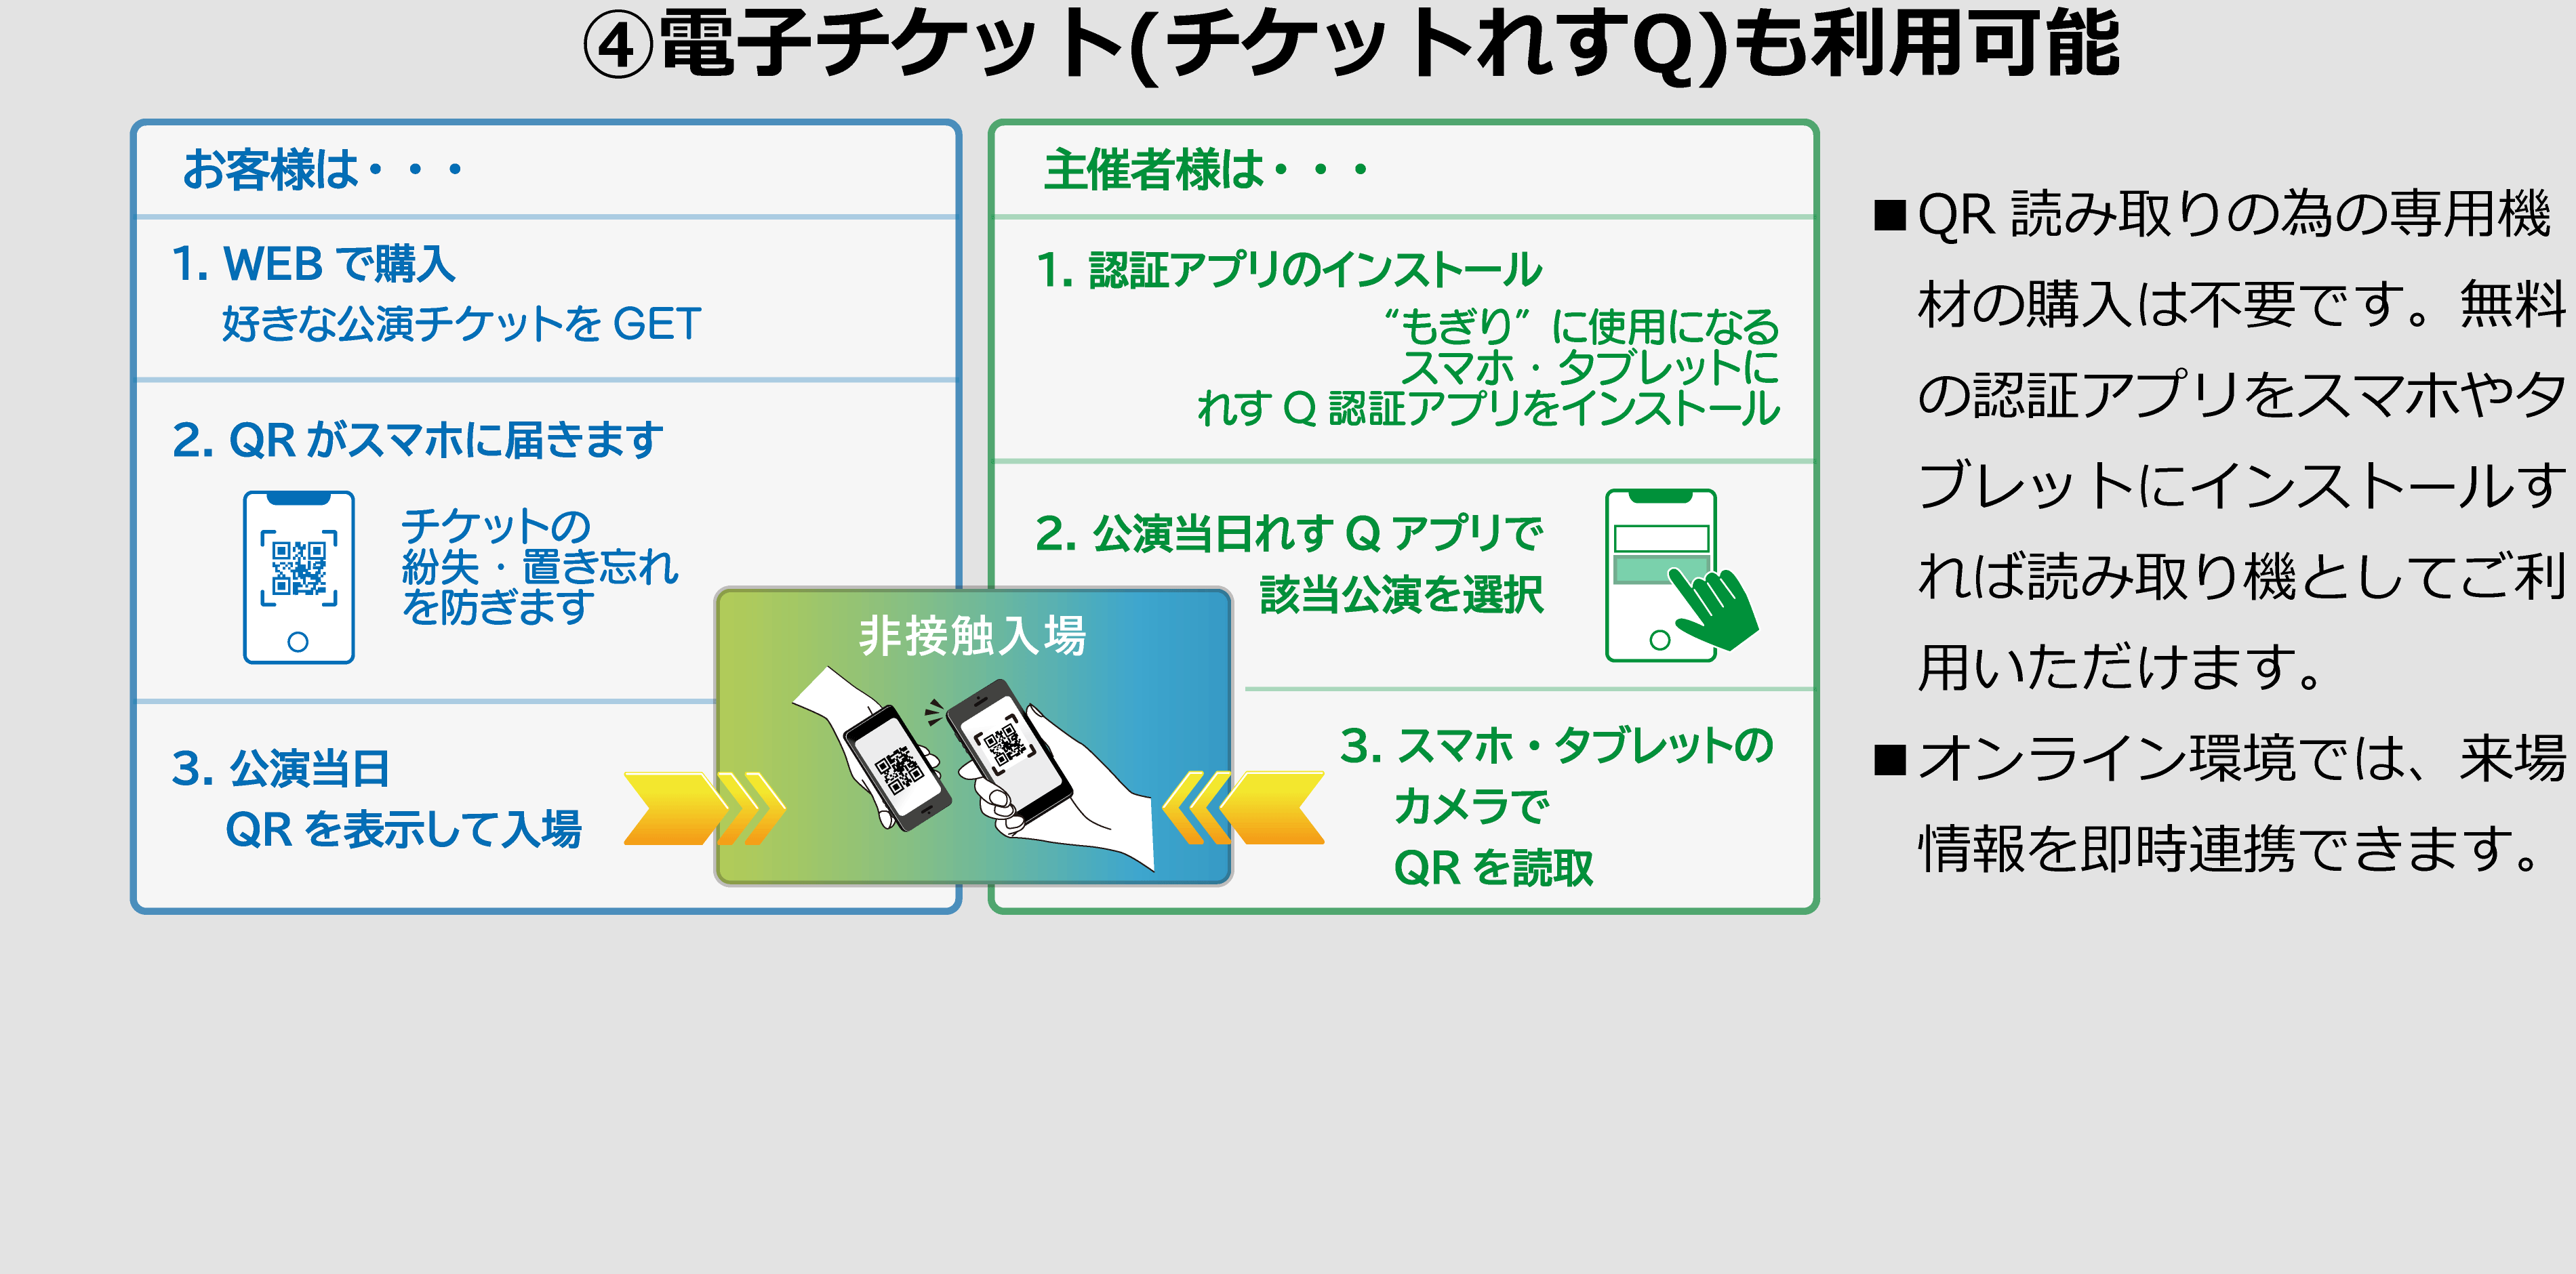 ④電子チケット(チケットれすQ)も利用可能
お客様は・・・
1. WEB で購入
好きな公演チケットを GET
2. QR がスマホに届きます
チケットの
紛失・置き忘れ
を防ぎます
3. 公演当日
QR を表示して入場
非接触入場
主催者様は・・・
1. 認証アプリのインストール
“もぎり”に使用になる
スマホ・タブレットに
れす Q 認証アプリをインストール
2. 公演当日れす Q アプリで
該当公演を選択
3. スマホ・タブレットの
カメラで
QR を読取
■QR 読み取りの為の専用機
材の購入は不要です。無料
の認証アプリをスマホやタ
ブレットにインストールす
れば読み取り機としてご利
用いただけます。
■オンライン環境では、来場
情報を即時連携できます。